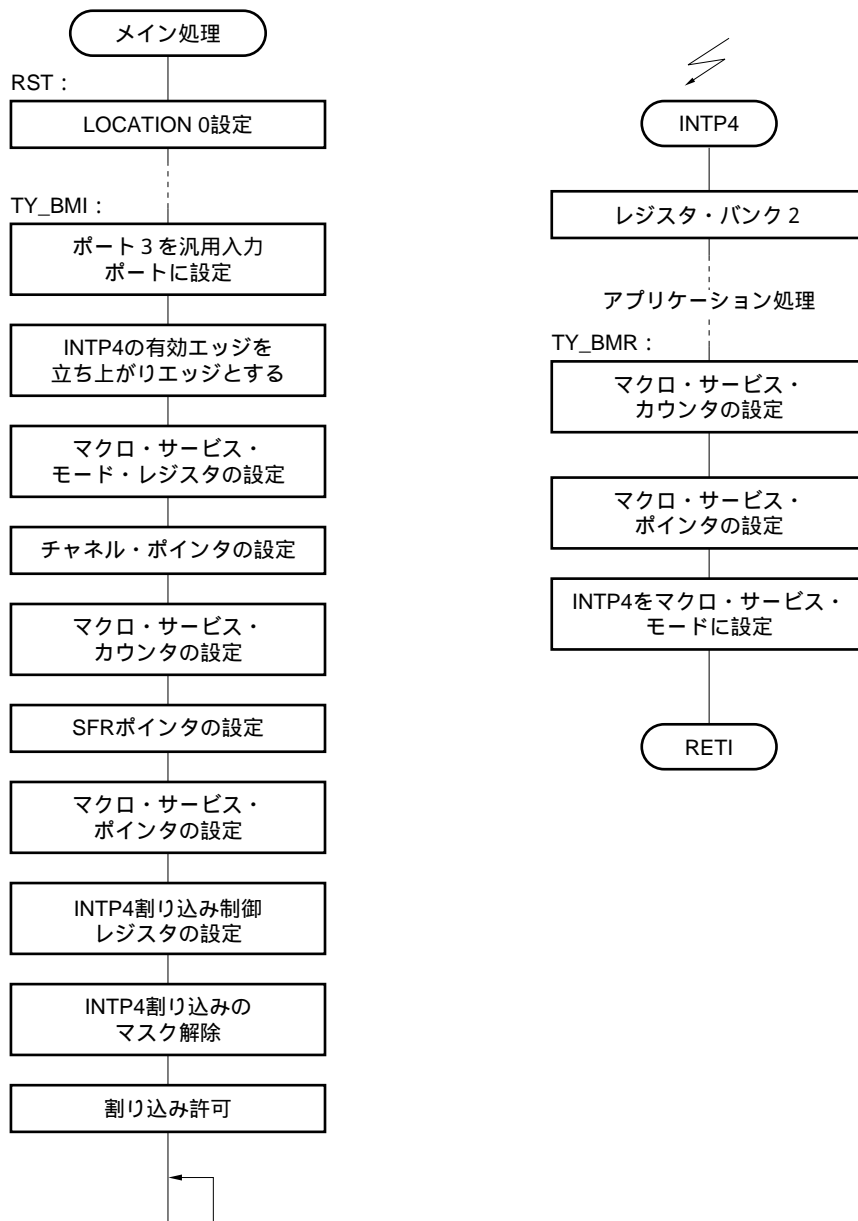 メイン処理
RST：
LOCATION 0設定
TY_BMI：
ポート３を汎用入力
ポートに設定
INTP4の有効エッジを
立ち上がりエッジとする
マクロ・サービス・
モード・レジスタの設定
チャネル・ポインタの設定
マクロ・サービス・
カウンタの設定
SFRポインタの設定
マクロ・サービス・
ポインタの設定
INTP4割り込み制御
レジスタの設定
INTP4割り込みの
マスク解除
割り込み許可
INTP4
レジスタ・バンク２
アプリケーション処理
TY_BMR：
マクロ・サービス・
カウンタの設定
マクロ・サービス・
ポインタの設定
INTP4をマクロ・サービス・
モードに設定
RETI